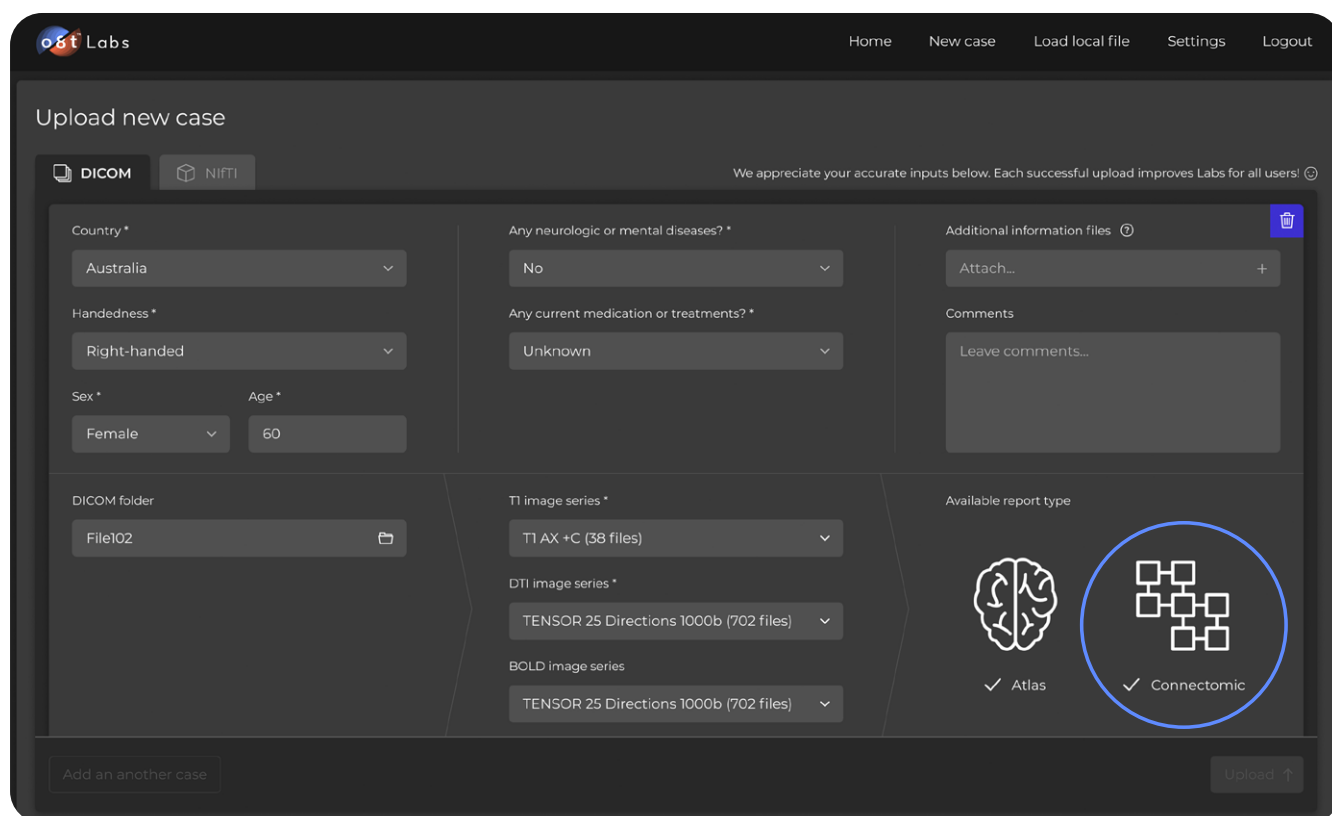 o8t Labs
Home New case Load local file Settings Logout
Upload new case
DICOM NIfTI We appreciate your accurate inputs below. Each successful upload improves Labs for all users!
Country *
Australia
Handedness *
Right-handed
Sex * Age *
Female 60
Any neurologic or mental diseases? *
No
Any current medication or treatments? *
Unknown
Additional information files ?
Attach... +
Comments
Leave comments...
DICOM folder
File102
T1 image series *
T1 AX +C (38 files)
DTI image series *
TENSOR 25 Directions 1000b (702 files)
BOLD image series
TENSOR 25 Directions 1000b (702 files)
Available report type
Atlas Connectomic
Add an another case Upload